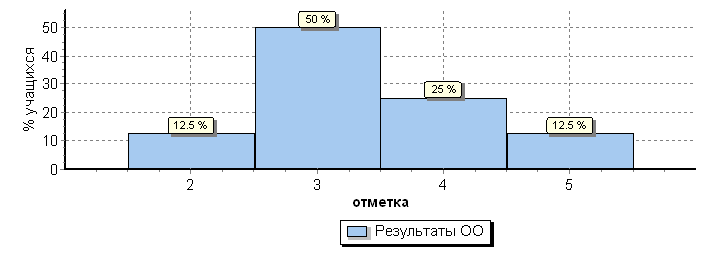 % учащихся
50
40
30
20
10
0
12.5 %
50 %
25 %
12.5 %
2 3 4 5
отметка
Результаты ОО